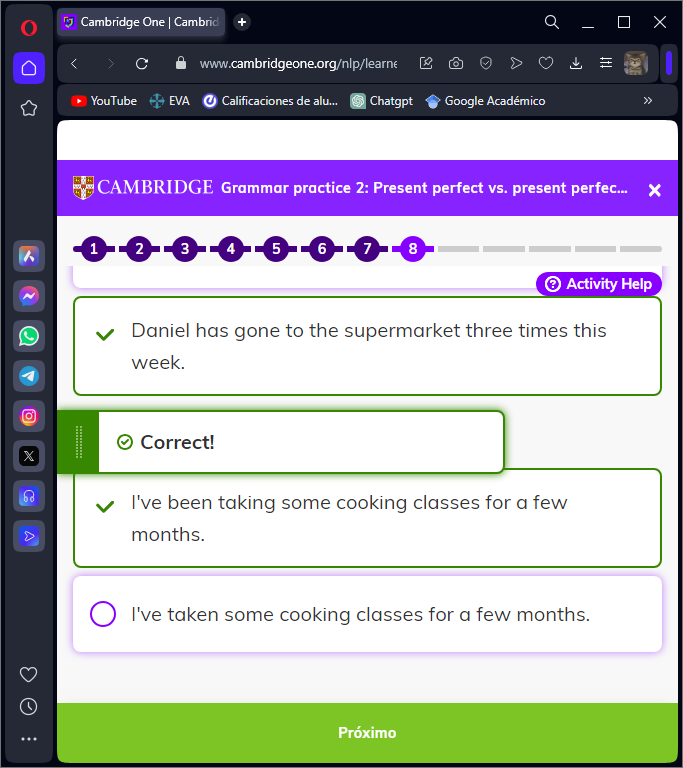 Cambridge One | Cambrid
www.cambridgeone.org/nlp/learne
YouTube
EVA
Calificaciones de alu...
Chatgpt
Google Académico
CAMBRIDGE
Grammar practice 2: Present perfect vs. present perfec...
1 2 3 4 5 6 7 8
Activity Help
Daniel has gone to the supermarket three times this
week.
Correct!
I've been taking some cooking classes for a few
months.
I've taken some cooking classes for a few months.
Próximo